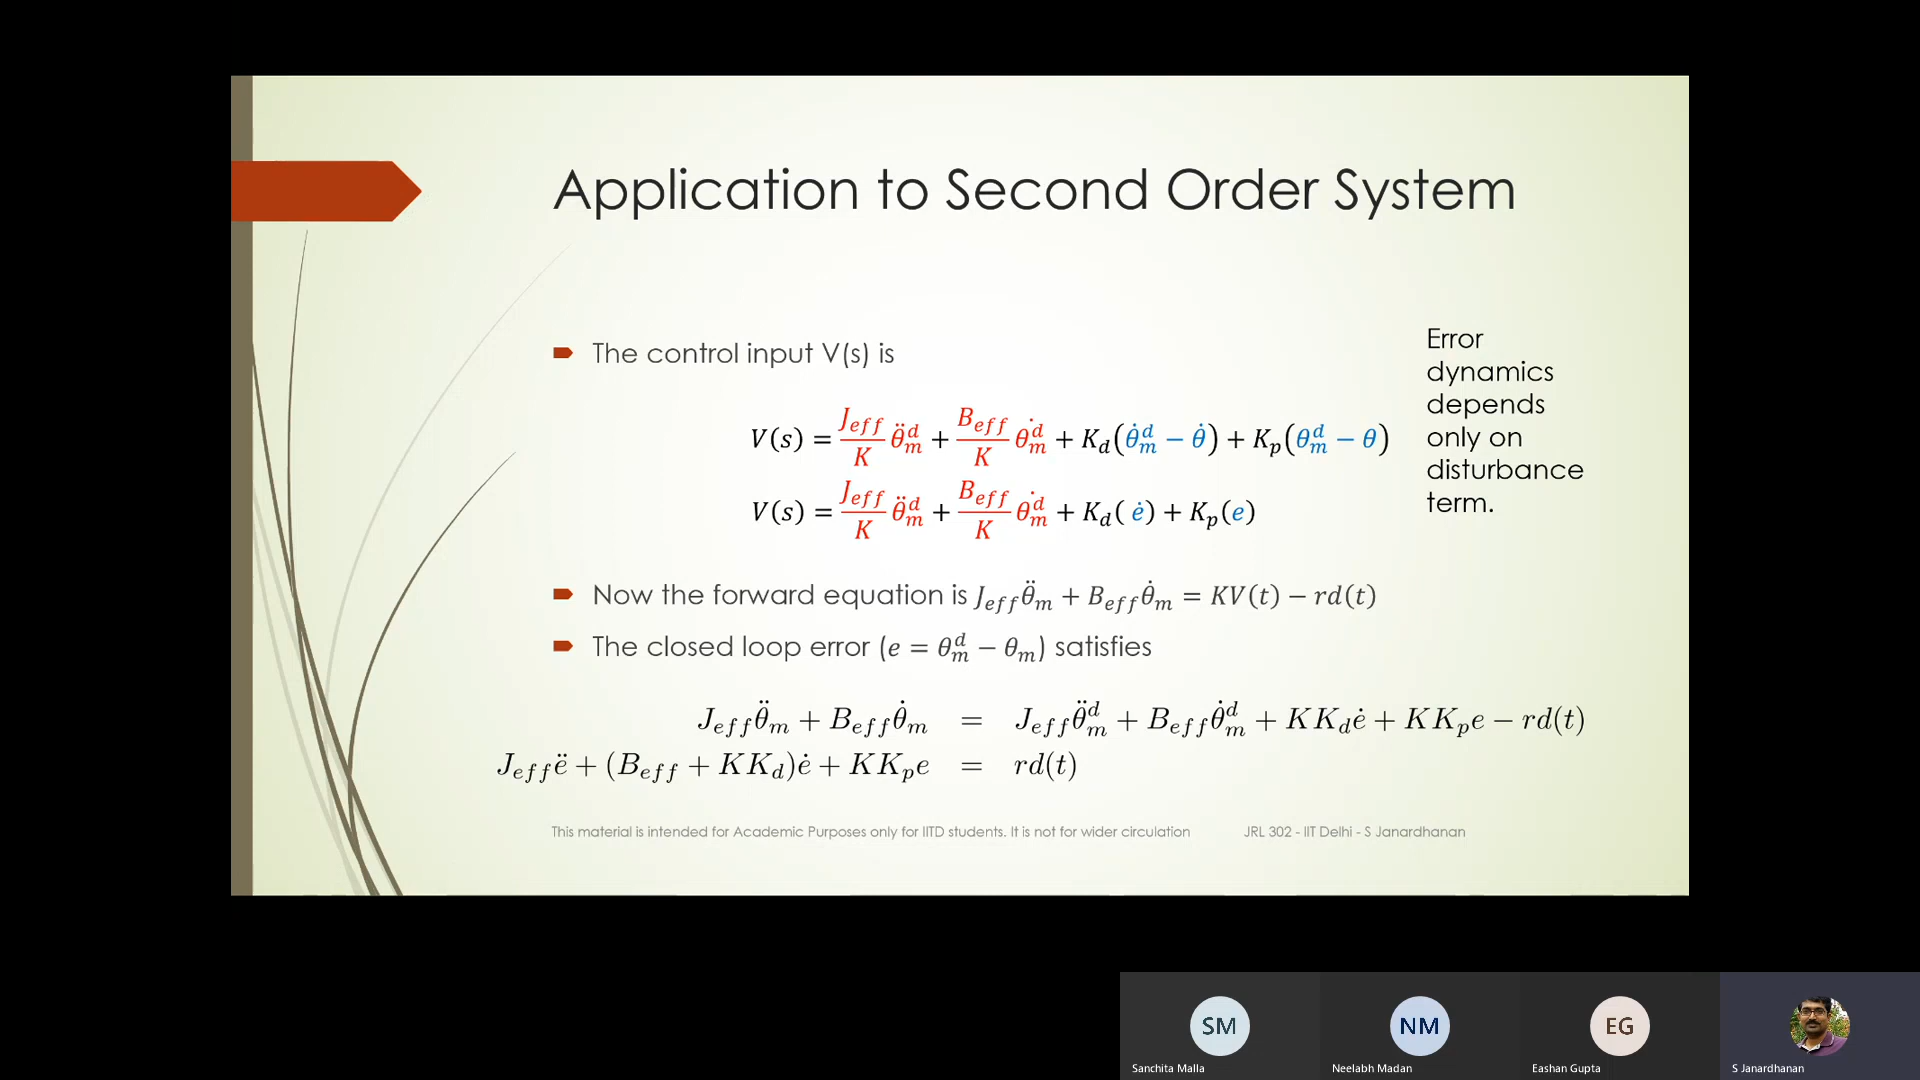 Application to Second Order System
The control input V(s) is
V(s) = J_eff/K θ̈_m^d + B_eff/K θ̇_m^d + K_d(θ̇_m^d − θ̇) + K_p(θ_m^d − θ)
V(s) = J_eff/K θ̈_m^d + B_eff/K θ̇_m^d + K_d( ė) + K_p(e)
Error
dynamics
depends
only on
disturbance
term.
Now the forward equation is J_eff θ̈_m + B_eff θ̇_m = KV(t) − rd(t)
The closed loop error (e = θ_m^d − θ_m) satisfies
J_eff θ̈_m + B_eff θ̇_m = J_eff θ̈_m^d + B_eff θ̇_m^d + KK_d ė + KK_p e − rd(t)
J_eff ë + (B_eff + KK_d)ė + KK_p e = rd(t)
This material is intended for Academic Purposes only for IITD students. It is not for wider circulation JRL 302 - IIT Delhi - S Janardhanan
SM NM EG
Sanchita Malla Neelabh Madan Eashan Gupta S Janardhanan